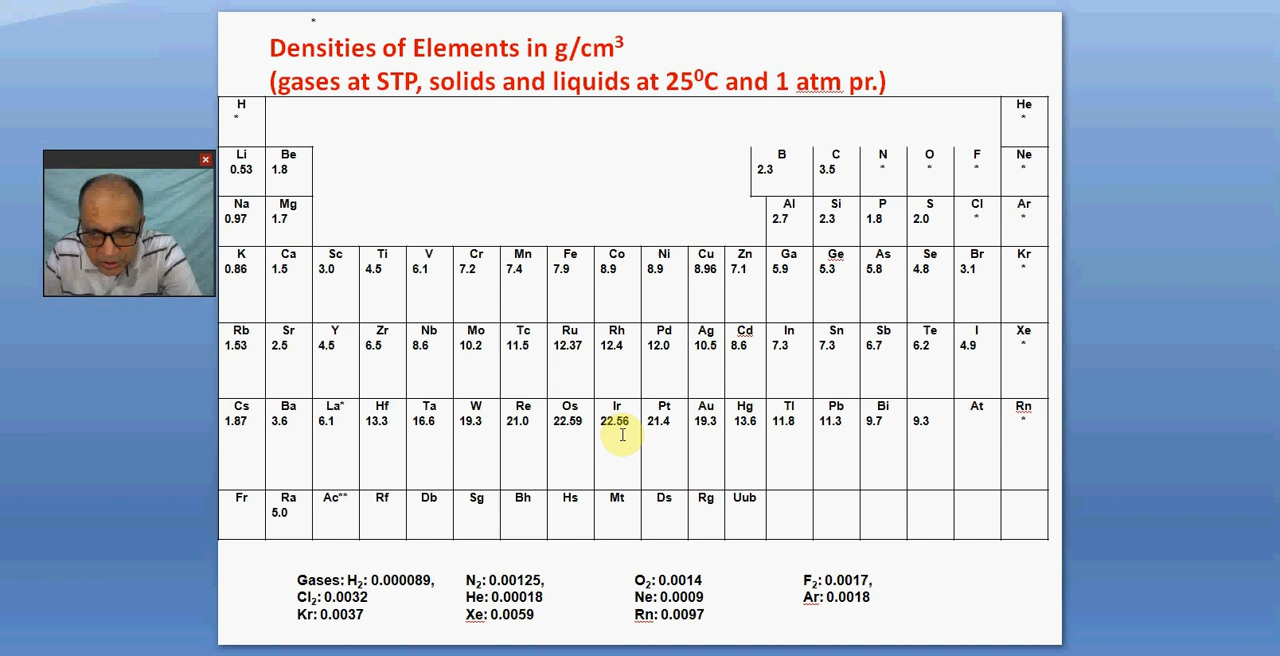 *
Densities of Elements in g/cm³
(gases at STP, solids and liquids at 25⁰C and 1 atm pr.)
H He
* *
Li Be B C N O F Ne
0.53 1.8 2.3 3.5 * * * *
Na Mg Al Si P S Cl Ar
0.97 1.7 2.7 2.3 1.8 2.0 * *
K Ca Sc Ti V Cr Mn Fe Co Ni Cu Zn Ga Ge As Se Br Kr
0.86 1.5 3.0 4.5 6.1 7.2 7.4 7.9 8.9 8.9 8.96 7.1 5.9 5.3 5.8 4.8 3.1 *
Rb Sr Y Zr Nb Mo Tc Ru Rh Pd Ag Cd In Sn Sb Te I Xe
1.53 2.5 4.5 6.5 8.6 10.2 11.5 12.37 12.4 12.0 10.5 8.6 7.3 7.3 6.7 6.2 4.9 *
Cs Ba La* Hf Ta W Re Os Ir Pt Au Hg Tl Pb Bi At Rn
1.87 3.6 6.1 13.3 16.6 19.3 21.0 22.59 22.56 21.4 19.3 13.6 11.8 11.3 9.7 9.3 *
Fr Ra Ac** Rf Db Sg Bh Hs Mt Ds Rg Uub
5.0
Gases: H₂: 0.000089, N₂: 0.00125, O₂: 0.0014 F₂: 0.0017,
Cl₂: 0.0032 He: 0.00018 Ne: 0.0009 Ar: 0.0018
Kr: 0.0037 Xe: 0.0059 Rn: 0.0097